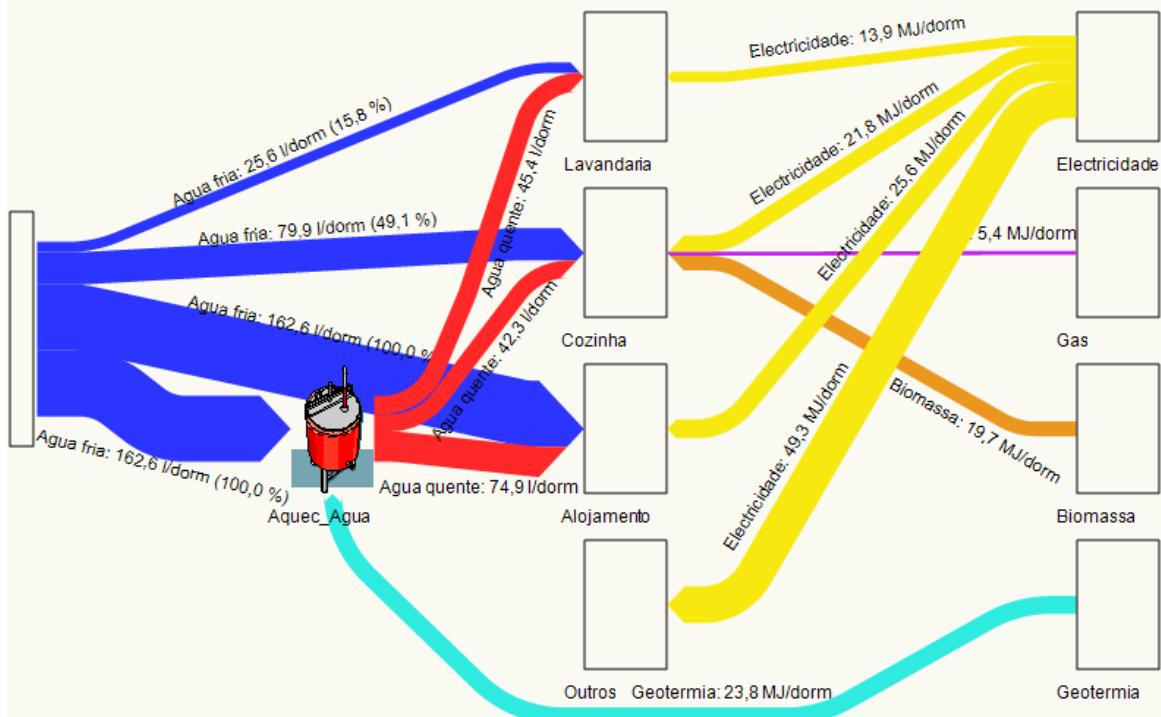 Electricidade: 13,9 MJ/dorm
Agua fria: 25,6 l/dorm (15,8 %)
Lavandaria
Electricidade
Electricidade: 21,8 MJ/dorm
Agua quente: 45,4 l/dorm
Electricidade: 25,6 MJ/dorm
Agua fria: 79,9 l/dorm (49,1 %)
: 5,4 MJ/dorm
Agua fria: 162,6 l/dorm (100,0 %
Cozinha
Gas
Agua quente: 42,3 l/dorm
Electricidade: 49,3 MJ/dorm
Biomassa: 19,7 MJ/dorm
Agua fria: 162,6 l/dorm (100,0 %)
Agua quente: 74,9 l/dorm
Aquec_Agua
Alojamento
Biomassa
Outros
Geotermia: 23,8 MJ/dorm
Geotermia